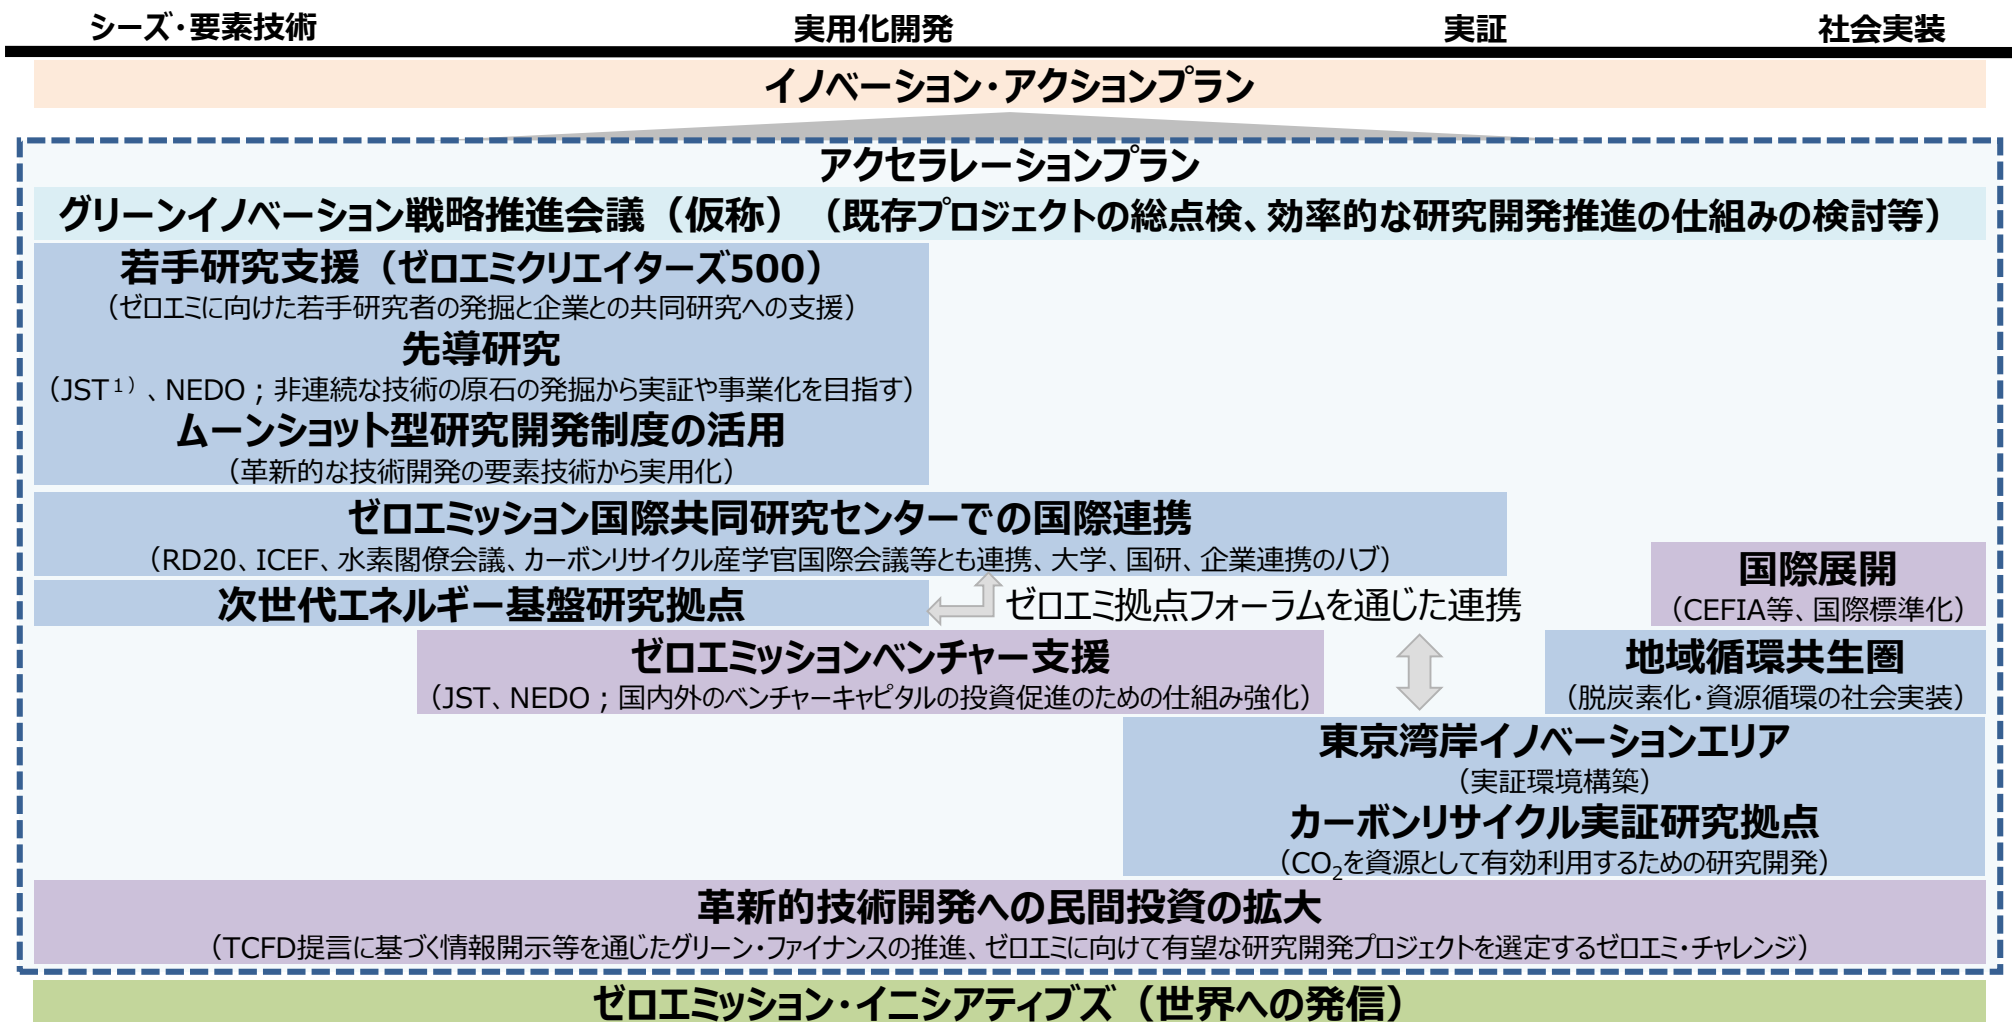 シーズ・要素技術 実用化開発 実証 社会実装
イノベーション・アクションプラン
アクセラレーションプラン
グリーンイノベーション戦略推進会議（仮称）（既存プロジェクトの総点検、効率的な研究開発推進の仕組みの検討等）
若手研究支援（ゼロエミクリエイターズ500）
（ゼロエミに向けた若手研究者の発掘と企業との共同研究への支援）
先導研究
（JST１）、NEDO；非連続な技術の原石の発掘から実証や事業化を目指す）
ムーンショット型研究開発制度の活用
（革新的な技術開発の要素技術から実用化）
ゼロエミッション国際共同研究センターでの国際連携
（RD20、ICEF、水素閣僚会議、カーボンリサイクル産学官国際会議等とも連携、大学、国研、企業連携のハブ）
次世代エネルギー基盤研究拠点
ゼロエミ拠点フォーラムを通じた連携
国際展開
（CEFIA等、国際標準化）
ゼロエミッションベンチャー支援
（JST、NEDO；国内外のベンチャーキャピタルの投資促進のための仕組み強化）
地域循環共生圏
（脱炭素化・資源循環の社会実装）
東京湾岸イノベーションエリア
（実証環境構築）
カーボンリサイクル実証研究拠点
（CO₂を資源として有効利用するための研究開発）
革新的技術開発への民間投資の拡大
（TCFD提言に基づく情報開示等を通じたグリーン・ファイナンスの推進、ゼロエミに向けて有望な研究開発プロジェクトを選定するゼロエミ・チャレンジ）
ゼロエミッション・イニシアティブズ（世界への発信）